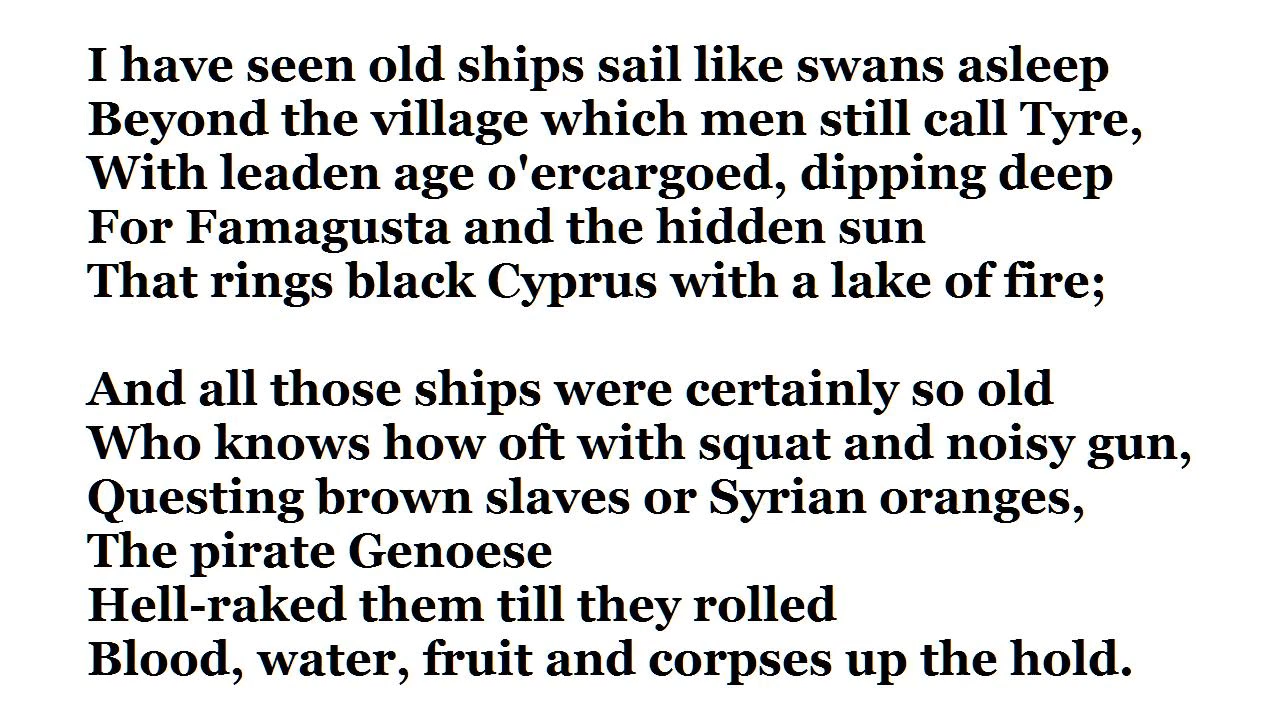 I have seen old ships sail like swans asleep
Beyond the village which men still call Tyre,
With leaden age o'ercargoed, dipping deep
For Famagusta and the hidden sun
That rings black Cyprus with a lake of fire;
And all those ships were certainly so old
Who knows how oft with squat and noisy gun,
Questing brown slaves or Syrian oranges,
The pirate Genoese
Hell-raked them till they rolled
Blood, water, fruit and corpses up the hold.